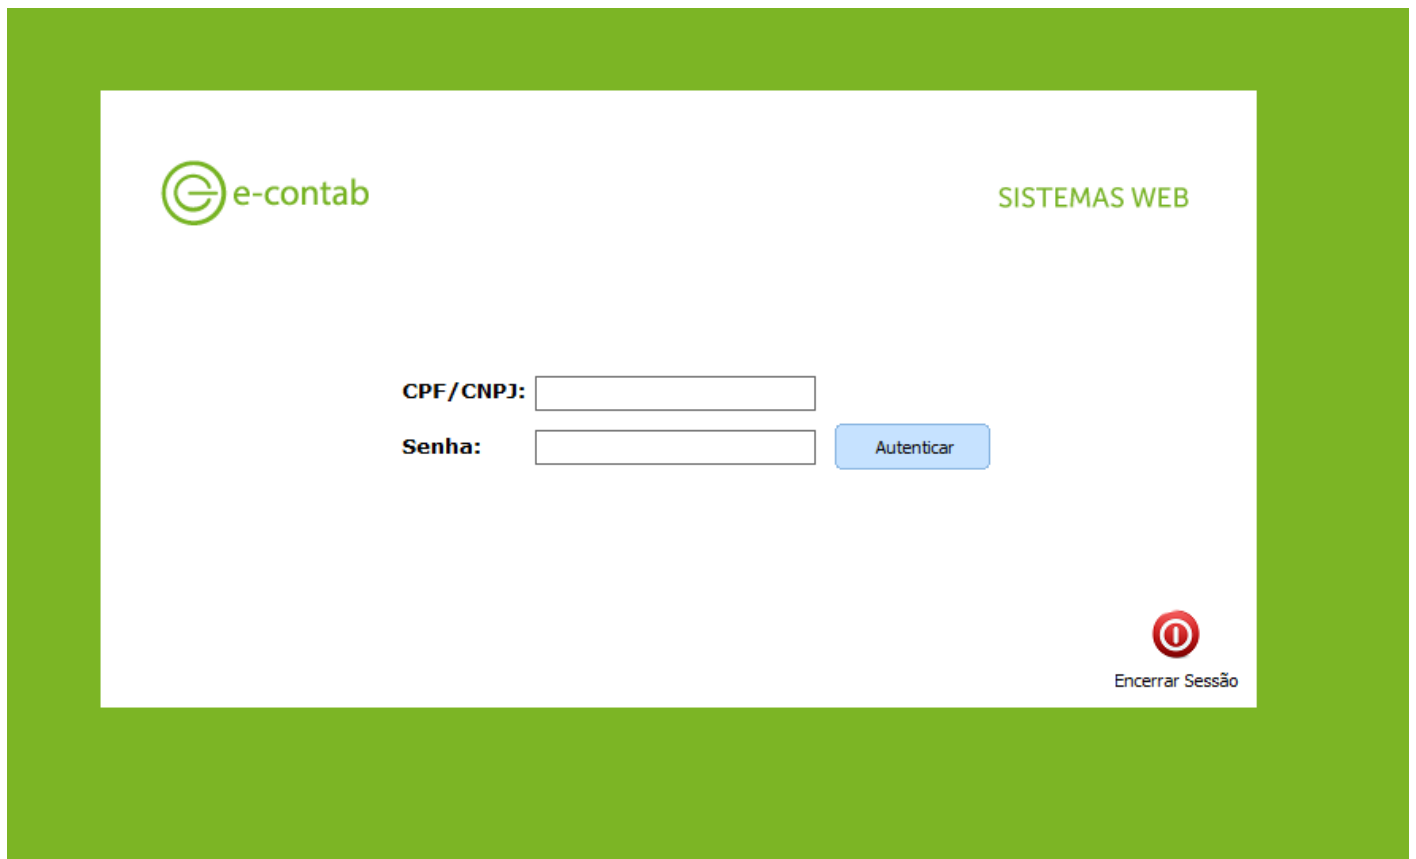 e-contab
SISTEMAS WEB
CPF/CNPJ:
Senha:
Autenticar
Encerrar Sessão